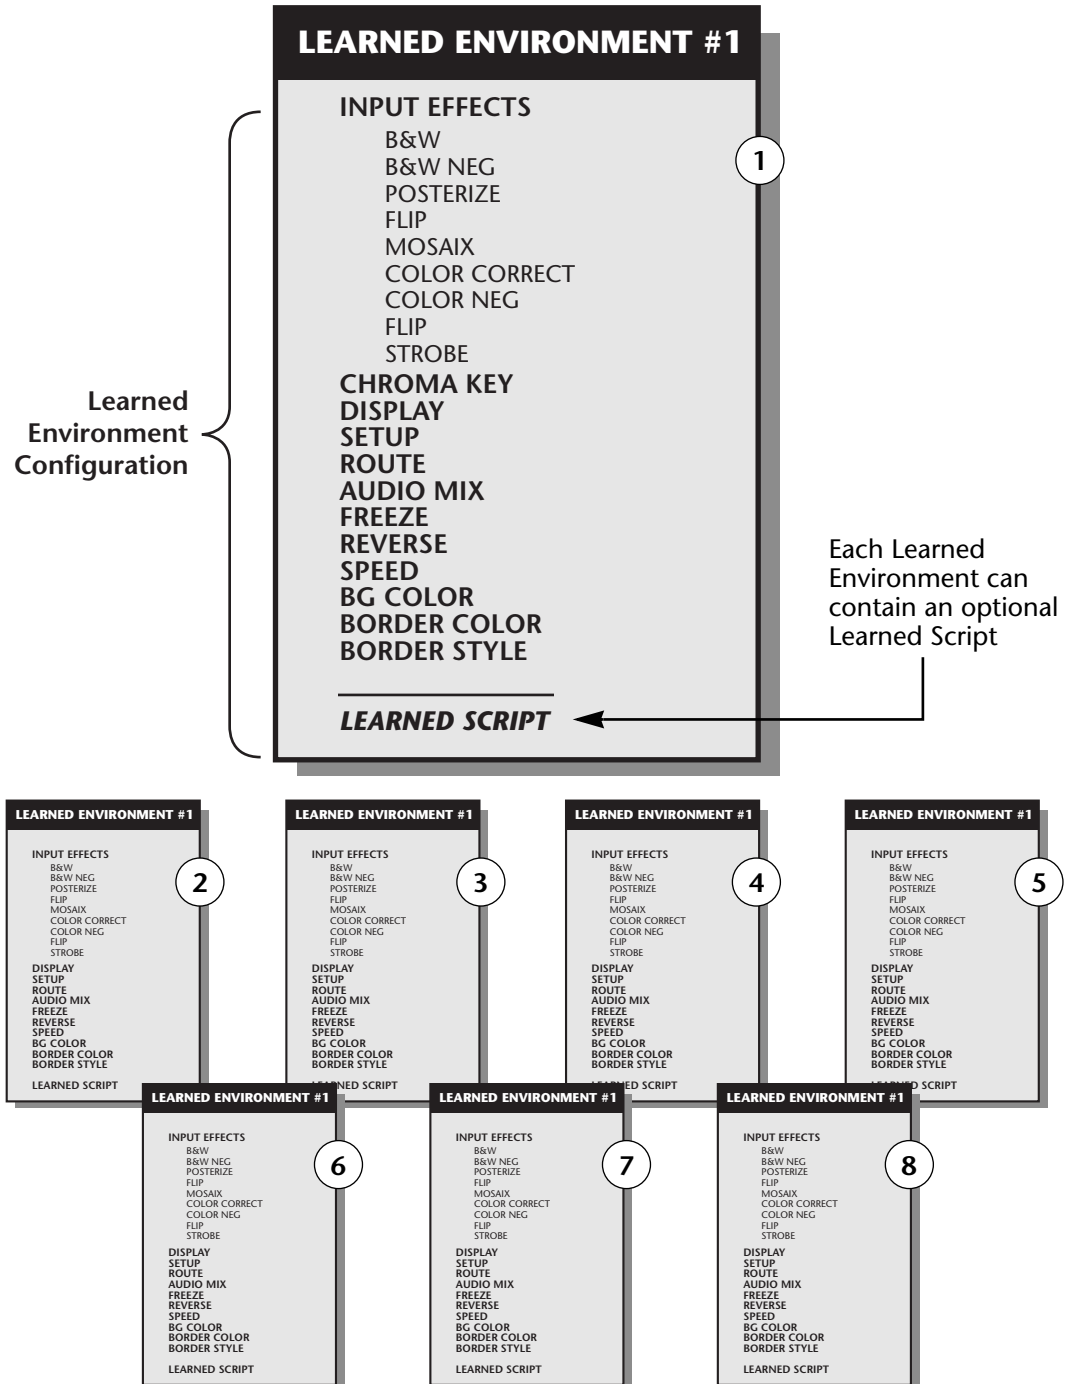 LEARNED ENVIRONMENT #1
INPUT EFFECTS
B&W
B&W NEG
POSTERIZE
FLIP
MOSAIX
COLOR CORRECT
COLOR NEG
FLIP
STROBE
CHROMA KEY
DISPLAY
SETUP
ROUTE
AUDIO MIX
FREEZE
REVERSE
SPEED
BG COLOR
BORDER COLOR
BORDER STYLE
LEARNED SCRIPT
1
Learned
Environment
Configuration
Each Learned
Environment can
contain an optional
Learned Script
LEARNED ENVIRONMENT #1
INPUT EFFECTS
B&W
B&W NEG
POSTERIZE
FLIP
MOSAIX
COLOR CORRECT
COLOR NEG
FLIP
STROBE
DISPLAY
SETUP
ROUTE
AUDIO MIX
FREEZE
REVERSE
SPEED
BG COLOR
BORDER COLOR
BORDER STYLE
LEARNED SCRIPT
2
LEARNED ENVIRONMENT #1
INPUT EFFECTS
B&W
B&W NEG
POSTERIZE
FLIP
MOSAIX
COLOR CORRECT
COLOR NEG
FLIP
STROBE
DISPLAY
SETUP
ROUTE
AUDIO MIX
FREEZE
REVERSE
SPEED
BG COLOR
BORDER COLOR
BORDER STYLE
LEARNED SCRIPT
3
LEARNED ENVIRONMENT #1
INPUT EFFECTS
B&W
B&W NEG
POSTERIZE
FLIP
MOSAIX
COLOR CORRECT
COLOR NEG
FLIP
STROBE
DISPLAY
SETUP
ROUTE
AUDIO MIX
FREEZE
REVERSE
SPEED
BG COLOR
BORDER COLOR
BORDER STYLE
LEARNED SCRIPT
4
LEARNED ENVIRONMENT #1
INPUT EFFECTS
B&W
B&W NEG
POSTERIZE
FLIP
MOSAIX
COLOR CORRECT
COLOR NEG
FLIP
STROBE
DISPLAY
SETUP
ROUTE
AUDIO MIX
FREEZE
REVERSE
SPEED
BG COLOR
BORDER COLOR
BORDER STYLE
LEARNED SCRIPT
5
LEARNED ENVIRONMENT #1
INPUT EFFECTS
B&W
B&W NEG
POSTERIZE
FLIP
MOSAIX
COLOR CORRECT
COLOR NEG
FLIP
STROBE
DISPLAY
SETUP
ROUTE
AUDIO MIX
FREEZE
REVERSE
SPEED
BG COLOR
BORDER COLOR
BORDER STYLE
LEARNED SCRIPT
6
LEARNED ENVIRONMENT #1
INPUT EFFECTS
B&W
B&W NEG
POSTERIZE
FLIP
MOSAIX
COLOR CORRECT
COLOR NEG
FLIP
STROBE
DISPLAY
SETUP
ROUTE
AUDIO MIX
FREEZE
REVERSE
SPEED
BG COLOR
BORDER COLOR
BORDER STYLE
LEARNED SCRIPT
7
LEARNED ENVIRONMENT #1
INPUT EFFECTS
B&W
B&W NEG
POSTERIZE
FLIP
MOSAIX
COLOR CORRECT
COLOR NEG
FLIP
STROBE
DISPLAY
SETUP
ROUTE
AUDIO MIX
FREEZE
REVERSE
SPEED
BG COLOR
BORDER COLOR
BORDER STYLE
LEARNED SCRIPT
8